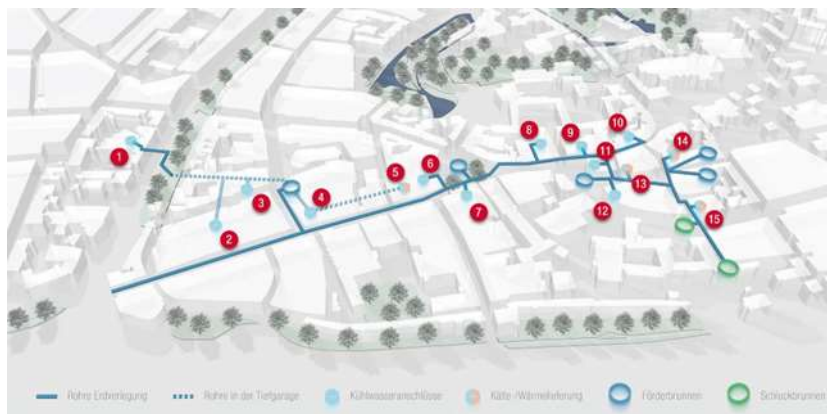 1
2
3
4
5
6
7
8
9
10
11
12
13
14
15
Rohre Erdverlegung
Rohre in der Tiefgarage
Kühlwasseranschlüsse
Kälte-/Wärmelieferung
Förderbrunnen
Schluckbrunnen